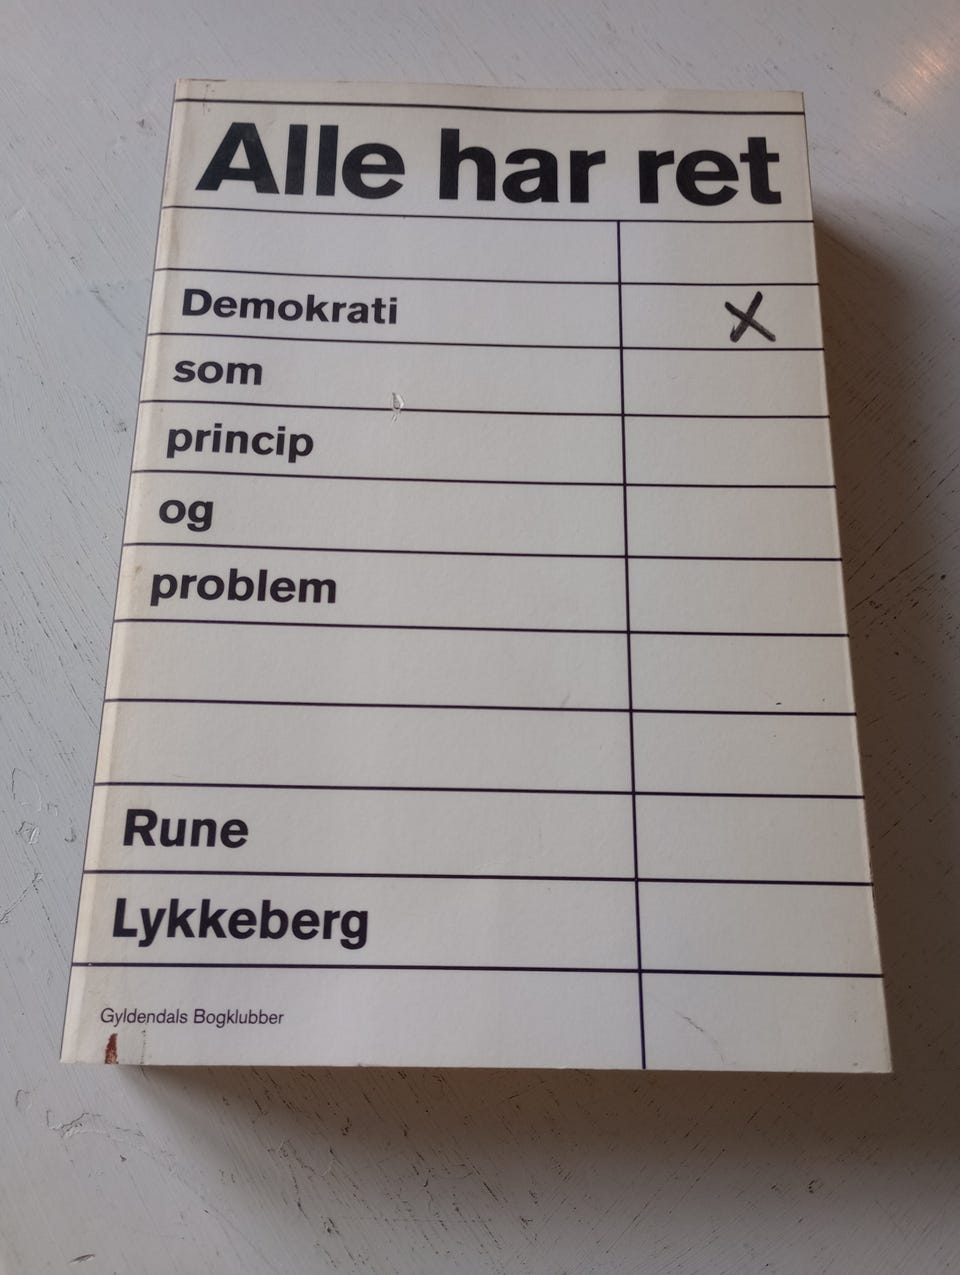 Alle har ret
Demokrati
som
princip
og
problem
Rune
Lykkeberg
Gyldendals Bogklubber